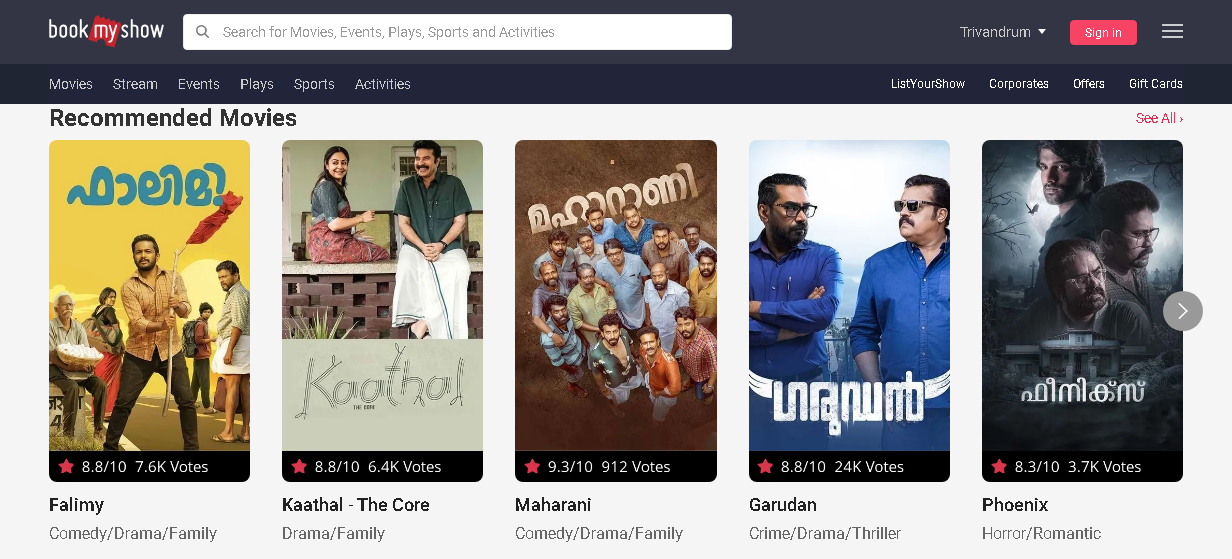 book my show
Search for Movies, Events, Plays, Sports and Activities
Trivandrum
Sign in
Movies Stream Events Plays Sports Activities
ListYourShow Corporates Offers Gift Cards
Recommended Movies
See All ›
ഫാലിമി
Kaathal
THE CORE
മഹാറാണി
ഗരുഡൻ
ഫീനിക്സ്
8.8/10 7.6K Votes
8.8/10 6.4K Votes
9.3/10 912 Votes
8.8/10 24K Votes
8.3/10 3.7K Votes
Falimy
Kaathal - The Core
Maharani
Garudan
Phoenix
Comedy/Drama/Family
Drama/Family
Comedy/Drama/Family
Crime/Drama/Thriller
Horror/Romantic